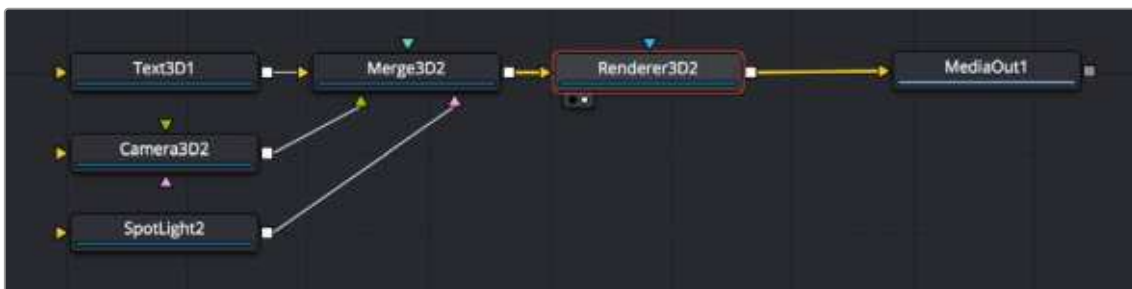 Text3D1
Merge3D2
Renderer3D2
MediaOut1
Camera3D2
SpotLight2